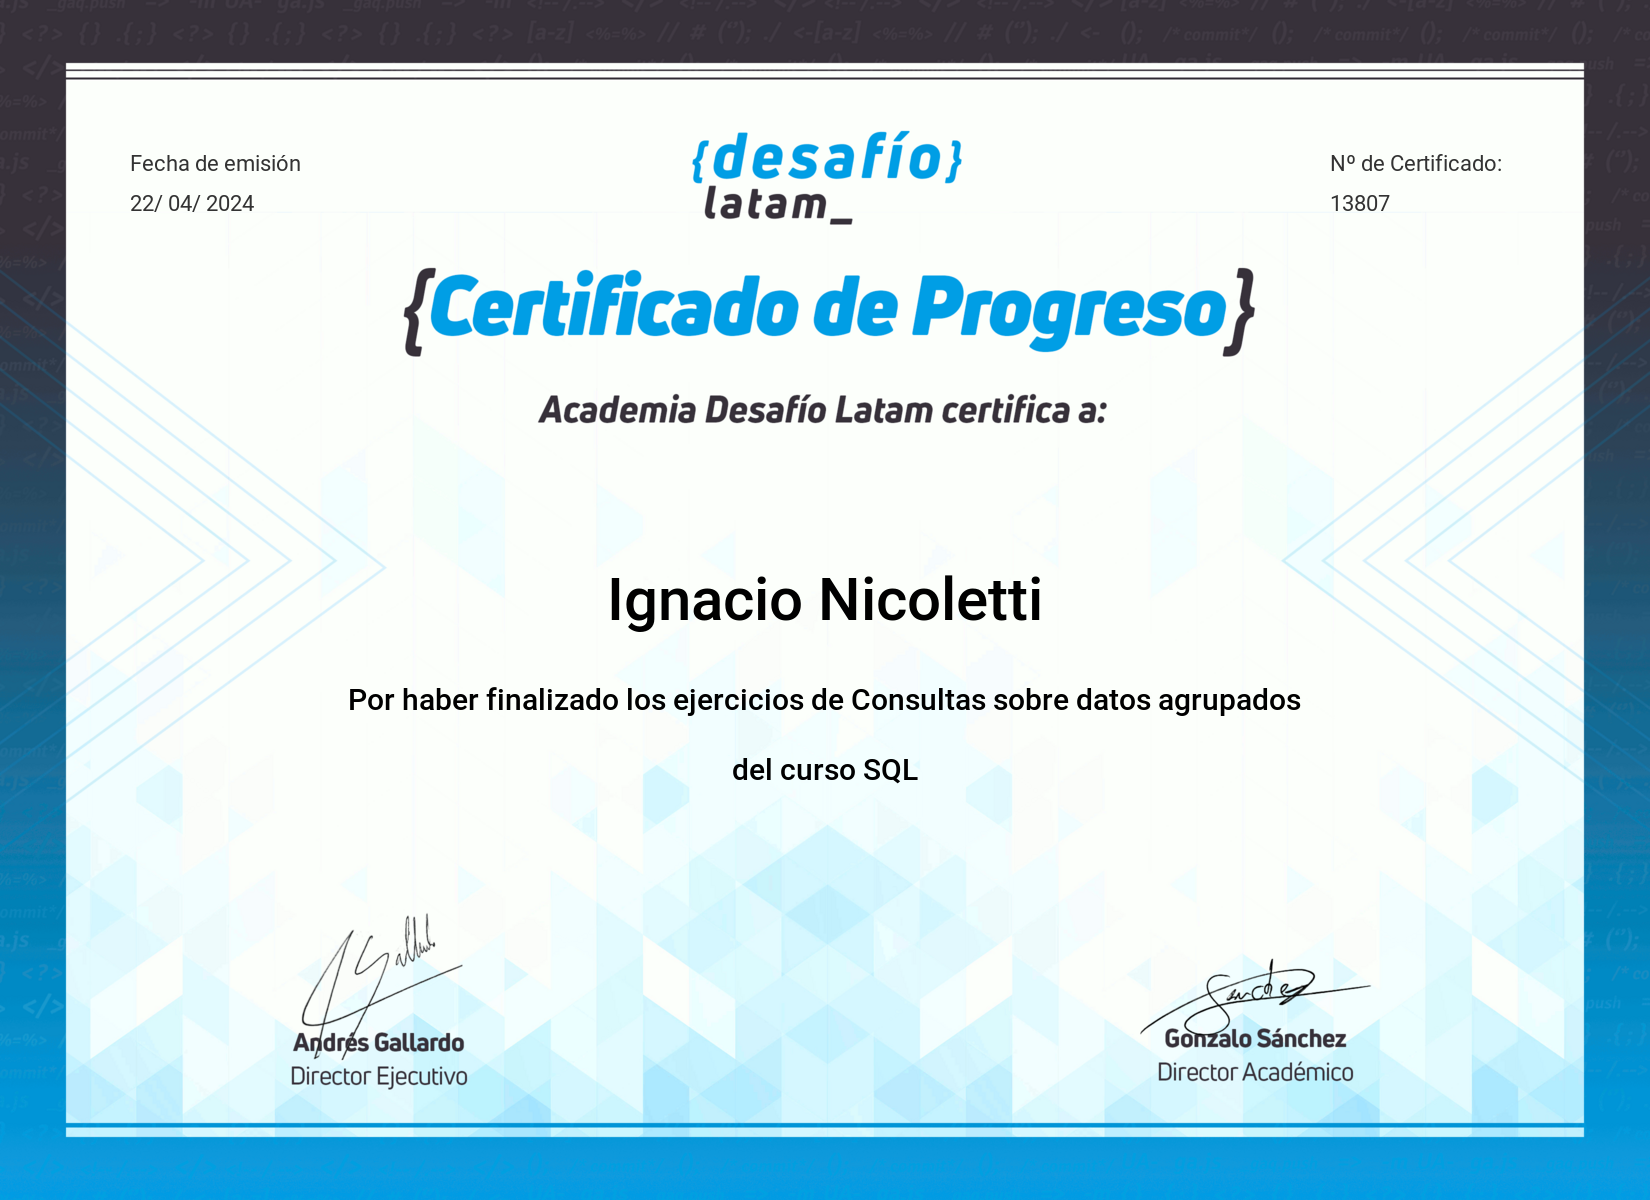 Fecha de emisión
22/ 04/ 2024
{desafío}
latam_
Nº de Certificado:
13807
{Certificado de Progreso}
Academia Desafío Latam certifica a:
Ignacio Nicoletti
Por haber finalizado los ejercicios de Consultas sobre datos agrupados
del curso SQL
Andrés Gallardo
Director Ejecutivo
Gonzalo Sánchez
Director Académico